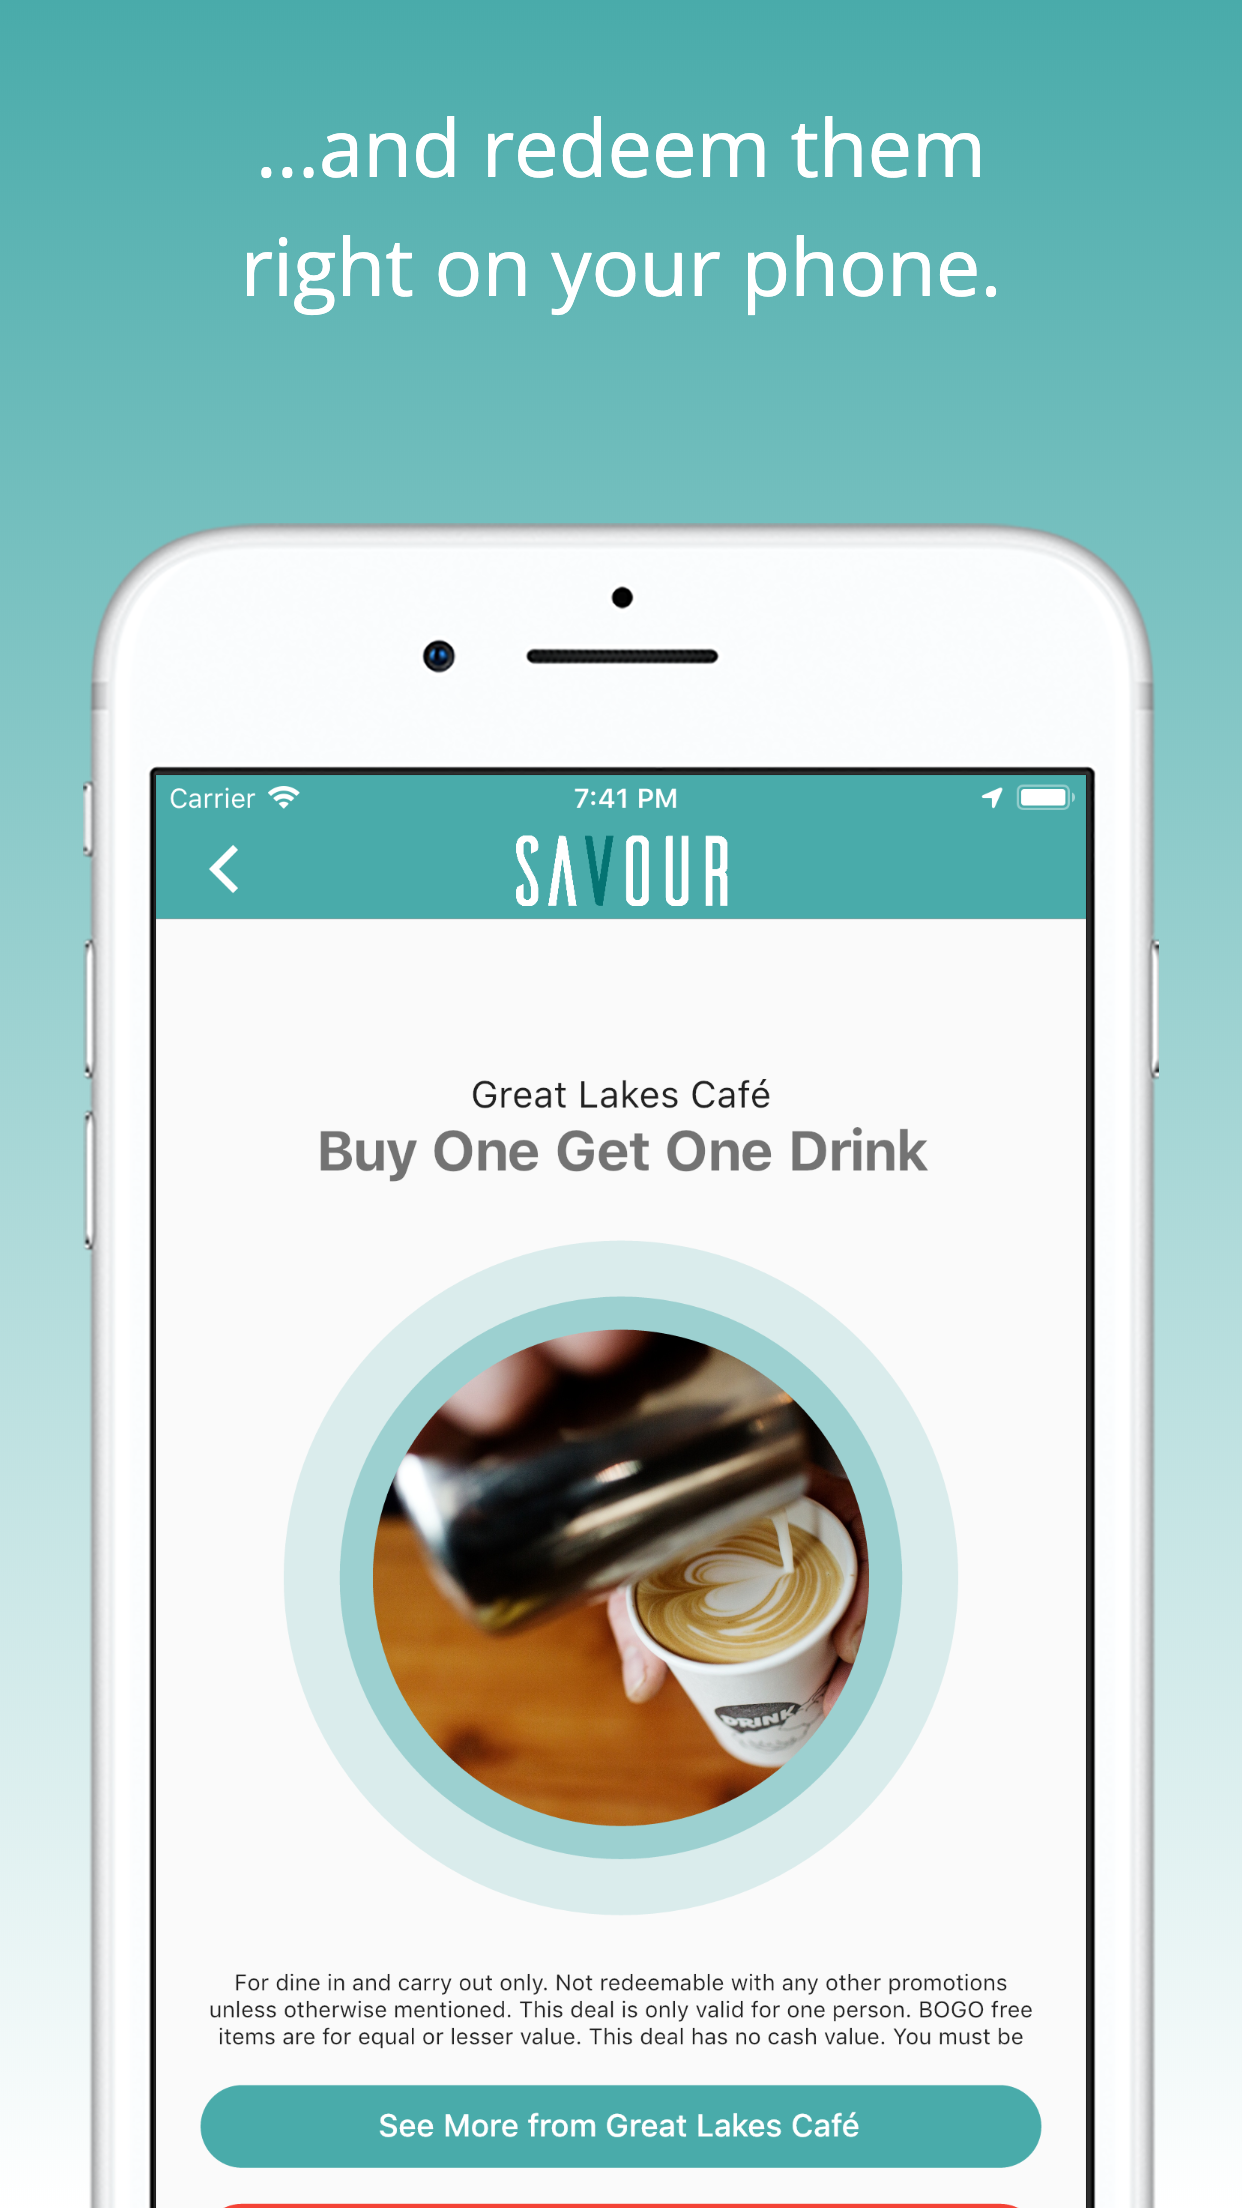 ...and redeem them
right on your phone.
Carrier
7:41 PM
SAVOUR
Great Lakes Café
Buy One Get One Drink
DRINK
For dine in and carry out only. Not redeemable with any other promotions
unless otherwise mentioned. This deal is only valid for one person. BOGO free
items are for equal or lesser value. This deal has no cash value. You must be
See More from Great Lakes Café